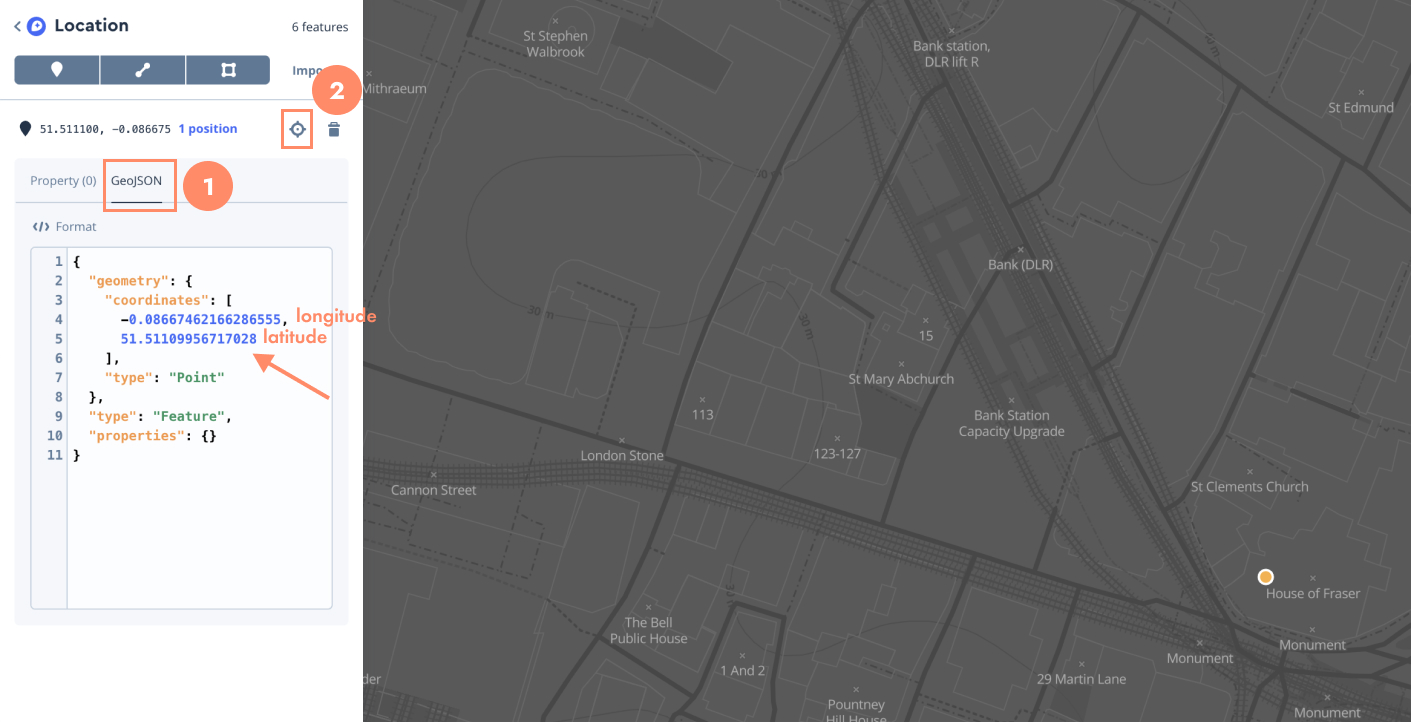 Location
6 features
Impo
2
51.511100, -0.086675 1 position
Property (0)
GeoJSON
1
</> Format
1 {
2 "geometry": {
3 "coordinates": [
4 -0.08667462166286555, longitude
5 51.51109956717028 latitude
6 ],
7 "type": "Point"
8 },
9 "type": "Feature",
10 "properties": {}
11 }
St Stephen
Walbrook
Bank station,
DLR lift R
Mithraeum
St Edmund
30 m
Bank (DLR)
30 m
30 m
15
St Mary Abchurch
113
Bank Station
Capacity Upgrade
123-127
London Stone
Cannon Street
St Clements Church
House of Fraser
The Bell
Public House
Monument
Monument
1 And 2
29 Martin Lane
der
Pountney
Hill House
Monument